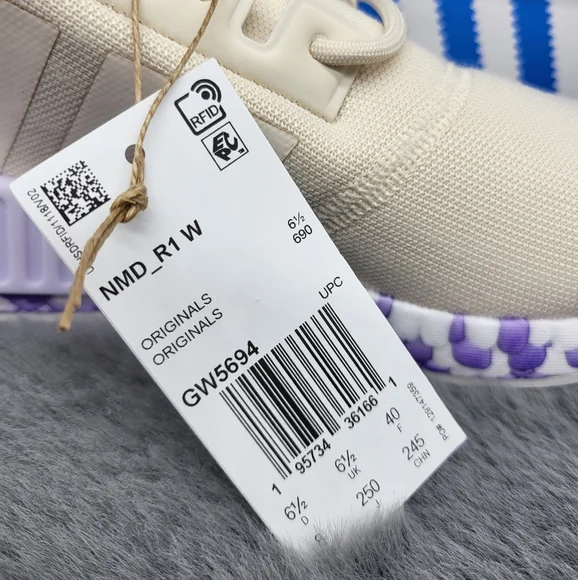 RFID
EPC
NMD_R1 W
6½
690
ORIGINALS
ORIGINALS
UPC
GW5694
1 95734 36166 1
6½ D
6½ UK
40 F
250 J
245 CHN